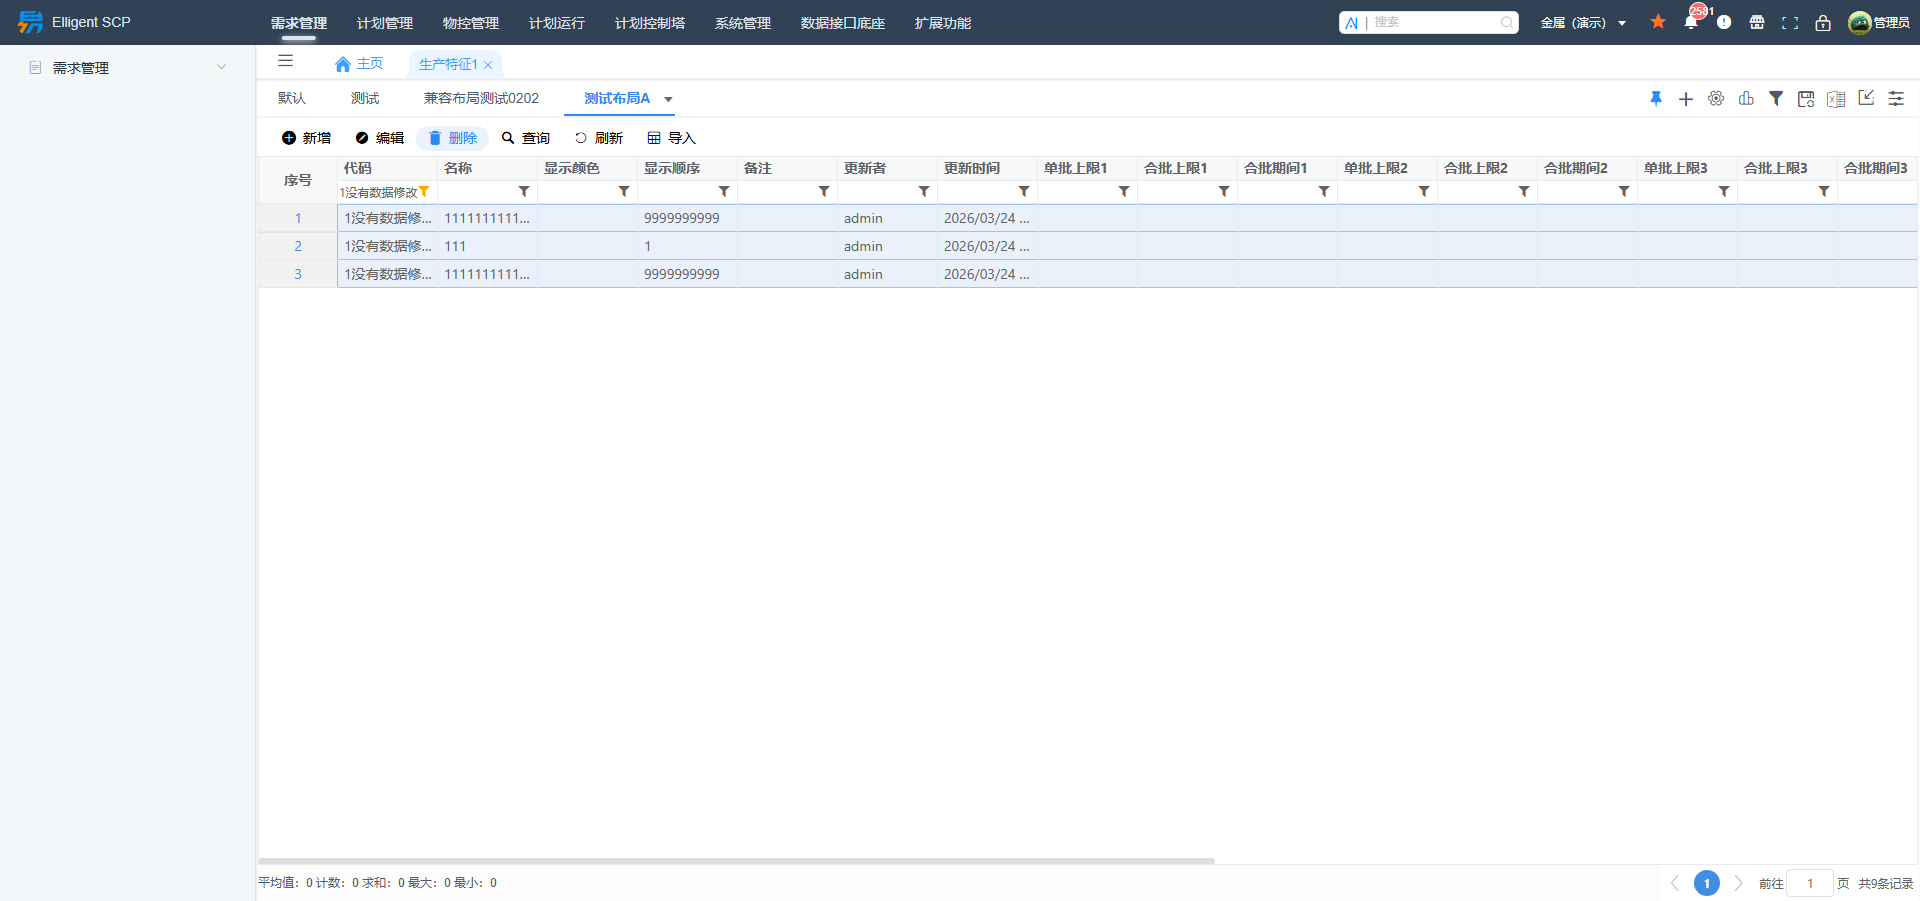 Elligent SCP
需求管理 计划管理 物控管理 计划运行 计划控制塔 系统管理 数据接口底座 扩展功能
AI | 搜索
金属（演示）
2581
管理员
需求管理
主页 生产特征1
默认 测试 兼容布局测试0202 测试布局A
新增 编辑 删除 查询 刷新 导入
序号 代码 名称 显示颜色 显示顺序 备注 更新者 更新时间 单批上限1 合批上限1 合批期间1 单批上限2 合批上限2 合批期间2 单批上限3 合批上限3 合批期间3
1没有数据修改
1 1没有数据修... 1111111111... 9999999999 admin 2026/03/24 ...
2 1没有数据修... 111 1 admin 2026/03/24 ...
3 1没有数据修... 1111111111... 9999999999 admin 2026/03/24 ...
平均值：0 计数：0 求和：0 最大：0 最小：0
1 前往 1 页 共9条记录